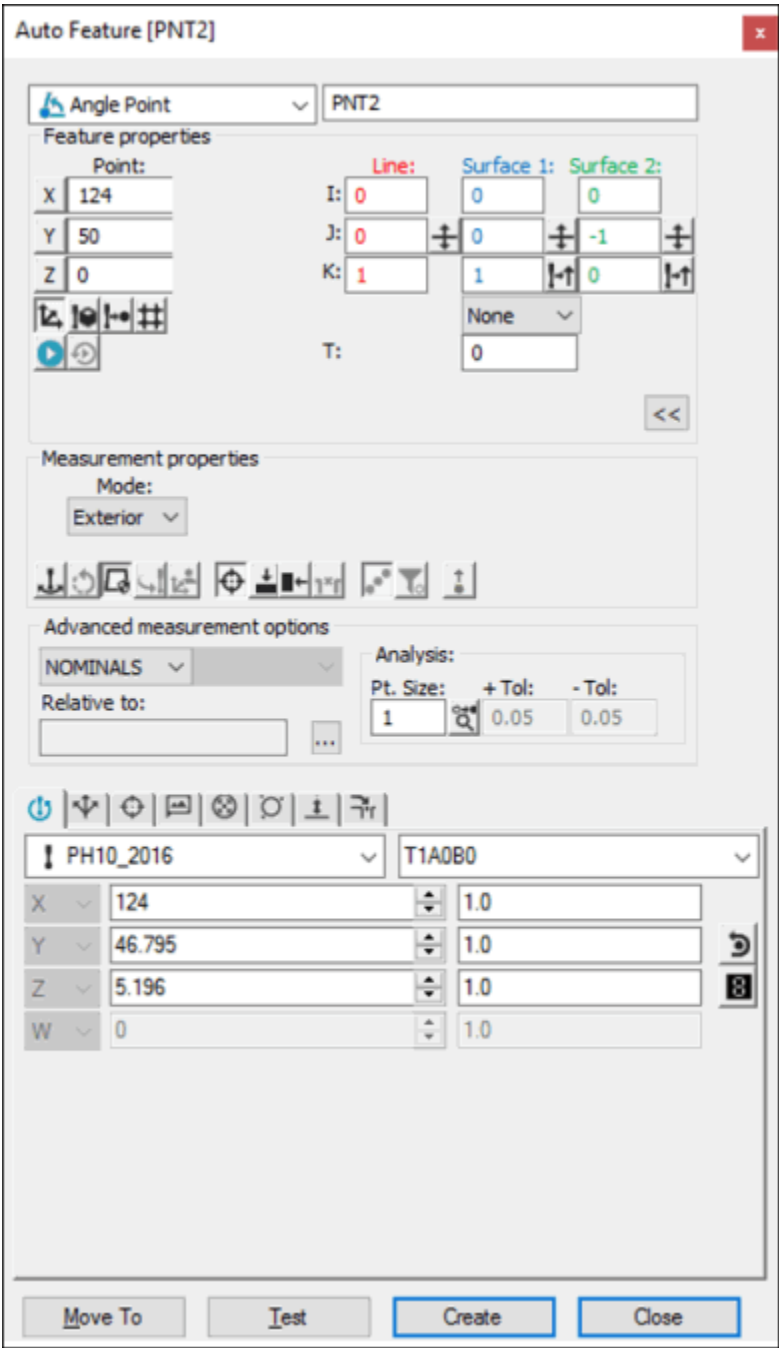 Auto Feature [PNT2]
x
Angle Point PNT2
Feature properties
Point: Line: Surface 1: Surface 2:
X 124 I: 0 0 0
Y 50 J: 0 0 -1
Z 0 K: 1 1 0
None
T: 0
<<
Measurement properties
Mode:
Exterior
Advanced measurement options
NOMINALS
Analysis:
Relative to:
Pt. Size: + Tol: - Tol:
1 0.05 0.05
...
PH10_2016 T1A0B0
X 124 1.0
Y 46.795 1.0
Z 5.196 1.0
W 0 1.0
8
Move To Test Create Close